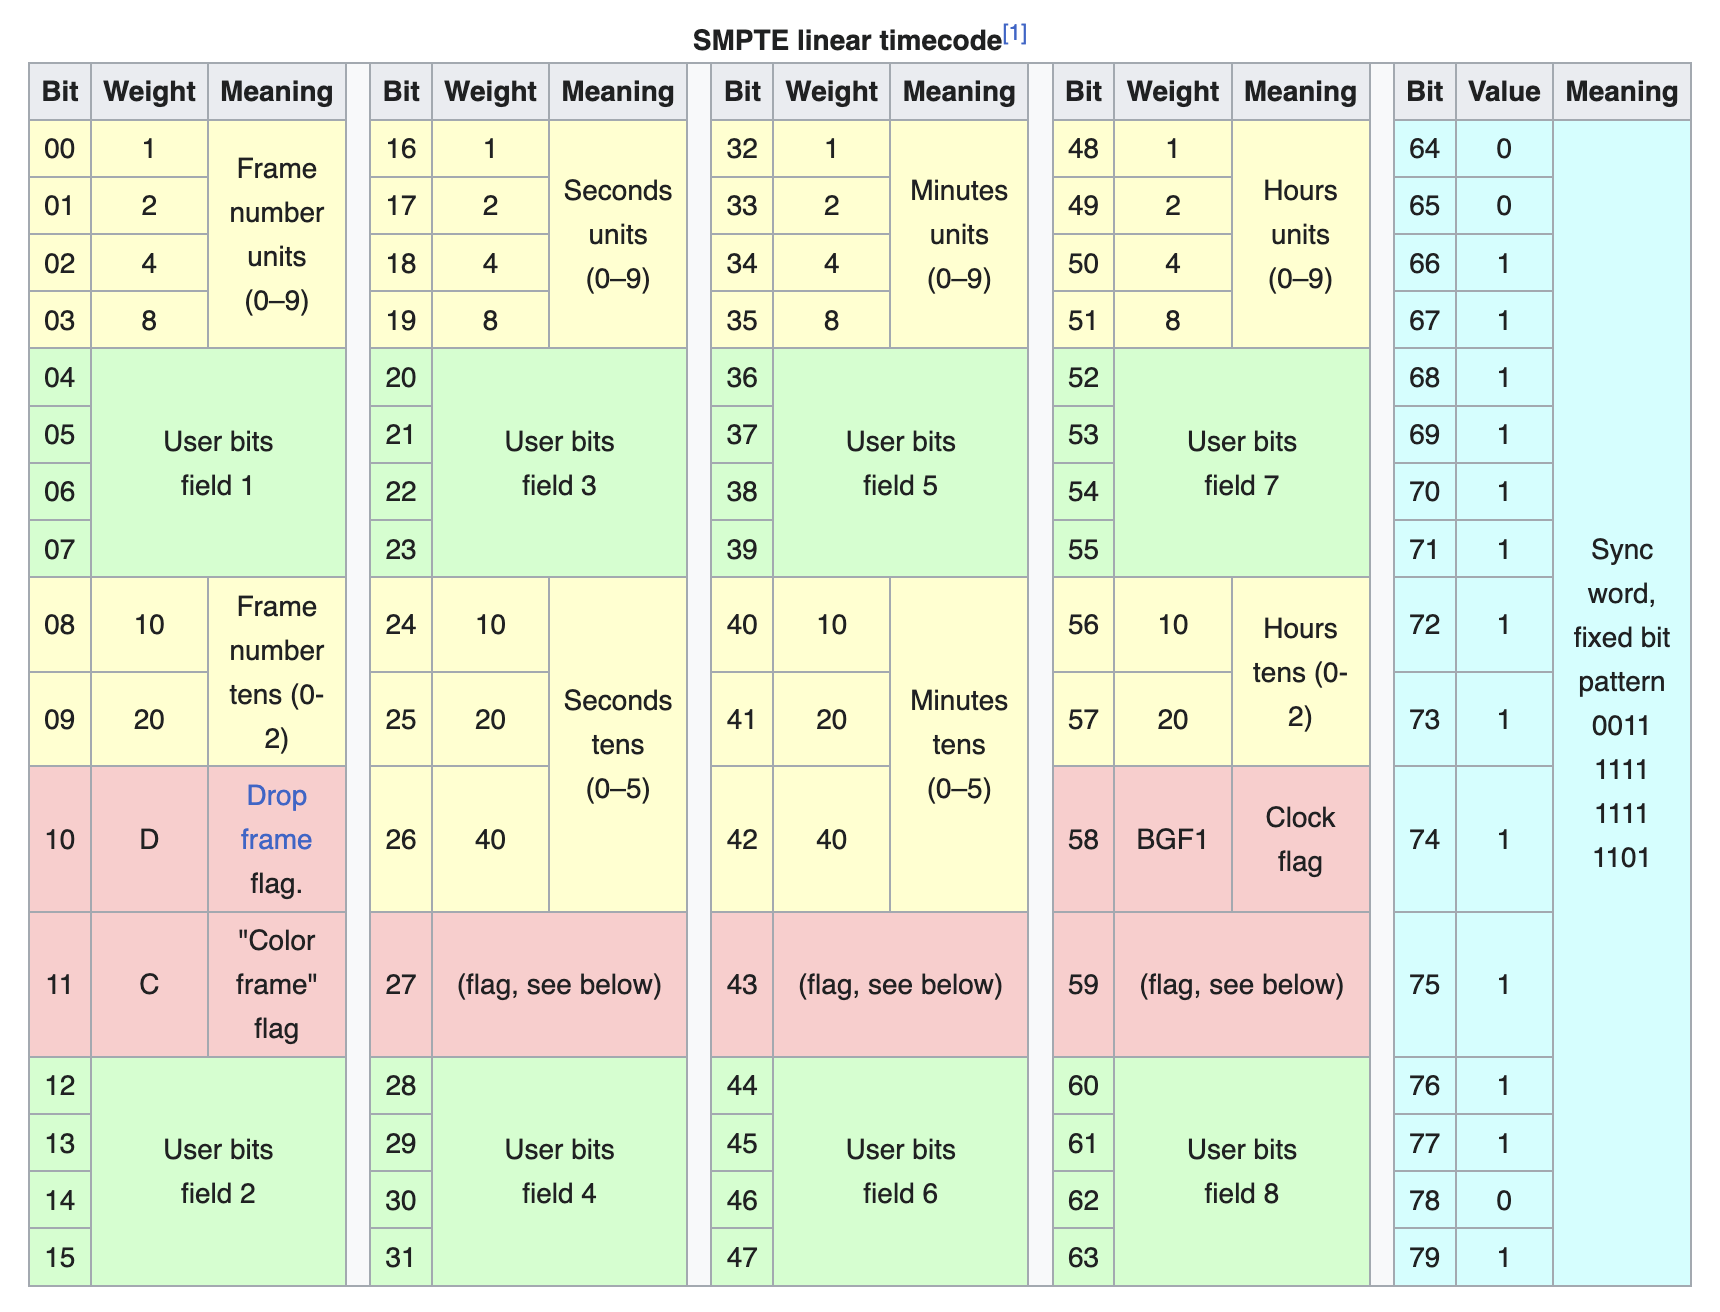 SMPTE linear timecode[1]
Bit Weight Meaning Bit Weight Meaning Bit Weight Meaning Bit Weight Meaning Bit Value Meaning
00 1 Frame number units (0–9) 16 1 Seconds units (0–9) 32 1 Minutes units (0–9) 48 1 Hours units (0–9) 64 0 Sync word, fixed bit pattern 0011 1111 1111 1101
01 2 17 2 33 2 49 2 65 0
02 4 18 4 34 4 50 4 66 1
03 8 19 8 35 8 51 8 67 1
04 User bits field 1 20 User bits field 3 36 User bits field 5 52 User bits field 7 68 1
05 21 37 53 69 1
06 22 38 54 70 1
07 23 39 55 71 1
08 10 Frame number tens (0-2) 24 10 Seconds tens (0–5) 40 10 Minutes tens (0–5) 56 10 Hours tens (0-2) 72 1
09 20 25 20 41 20 57 20 73 1
10 D Drop frame flag. 26 40 42 40 58 BGF1 Clock flag 74 1
11 C "Color frame" flag 27 (flag, see below) 43 (flag, see below) 59 (flag, see below) 75 1
12 User bits field 2 28 User bits field 4 44 User bits field 6 60 User bits field 8 76 1
13 29 45 61 77 1
14 30 46 62 78 0
15 31 47 63 79 1